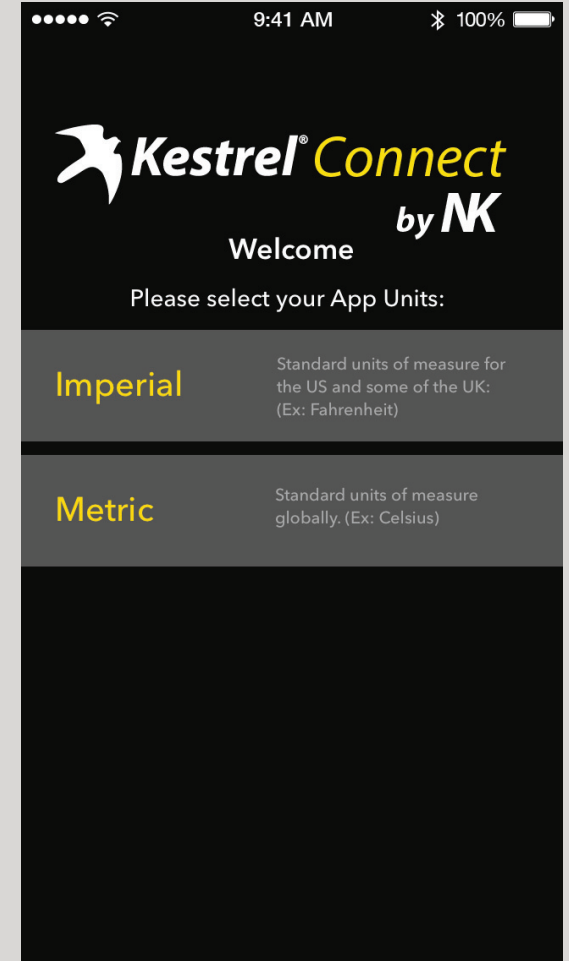 9:41 AM 100%
Kestrel® Connect
by NK
Welcome
Please select your App Units:
Imperial
Standard units of measure for
the US and some of the UK:
(Ex: Fahrenheit)
Metric
Standard units of measure
globally. (Ex: Celsius)